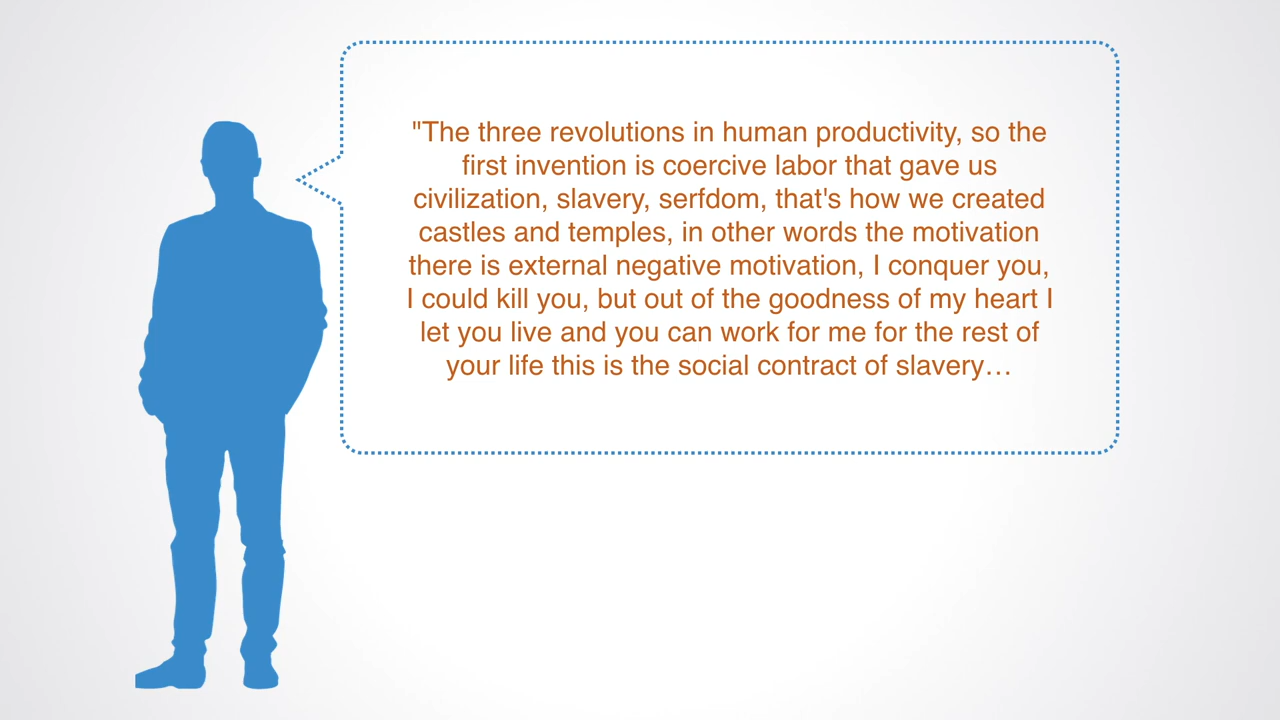 "The three revolutions in human productivity, so the
first invention is coercive labor that gave us
civilization, slavery, serfdom, that's how we created
castles and temples, in other words the motivation
there is external negative motivation, I conquer you,
I could kill you, but out of the goodness of my heart I
let you live and you can work for me for the rest of
your life this is the social contract of slavery…